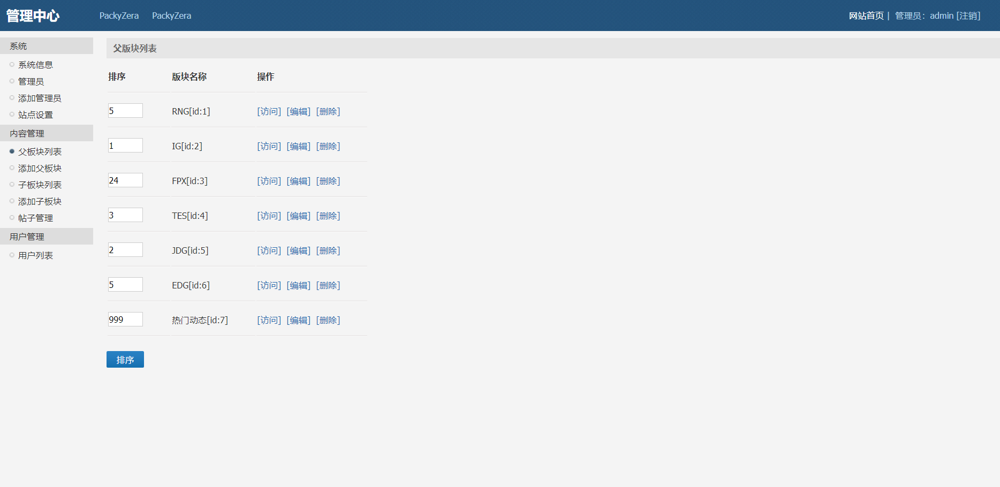 管理中心 PackyZera PackyZera 网站首页 | 管理员：admin [注销]
系统
系统信息
管理员
添加管理员
站点设置
内容管理
父板块列表
添加父板块
子板块列表
添加子板块
帖子管理
用户管理
用户列表
父版块列表
排序 版块名称 操作
5 RNG[id:1] [访问] [编辑] [删除]
1 IG[id:2] [访问] [编辑] [删除]
24 FPX[id:3] [访问] [编辑] [删除]
3 TES[id:4] [访问] [编辑] [删除]
2 JDG[id:5] [访问] [编辑] [删除]
5 EDG[id:6] [访问] [编辑] [删除]
999 热门动态[id:7] [访问] [编辑] [删除]
排序